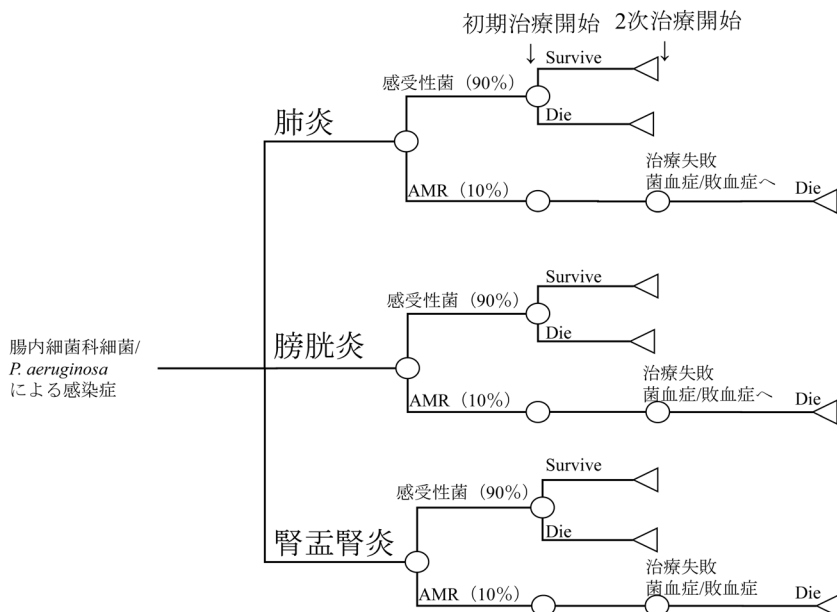 初期治療開始
2次治療開始
↓
↓
Survive
感受性菌（90%）
Die
肺炎
治療失敗
菌血症/敗血症へ
AMR（10%）
Die
Survive
感受性菌（90%）
Die
膀胱炎
腸内細菌科細菌/
P. aeruginosa
による感染症
治療失敗
菌血症/敗血症へ
AMR（10%）
Die
Survive
感受性菌（90%）
Die
腎盂腎炎
治療失敗
菌血症/敗血症
AMR（10%）
Die